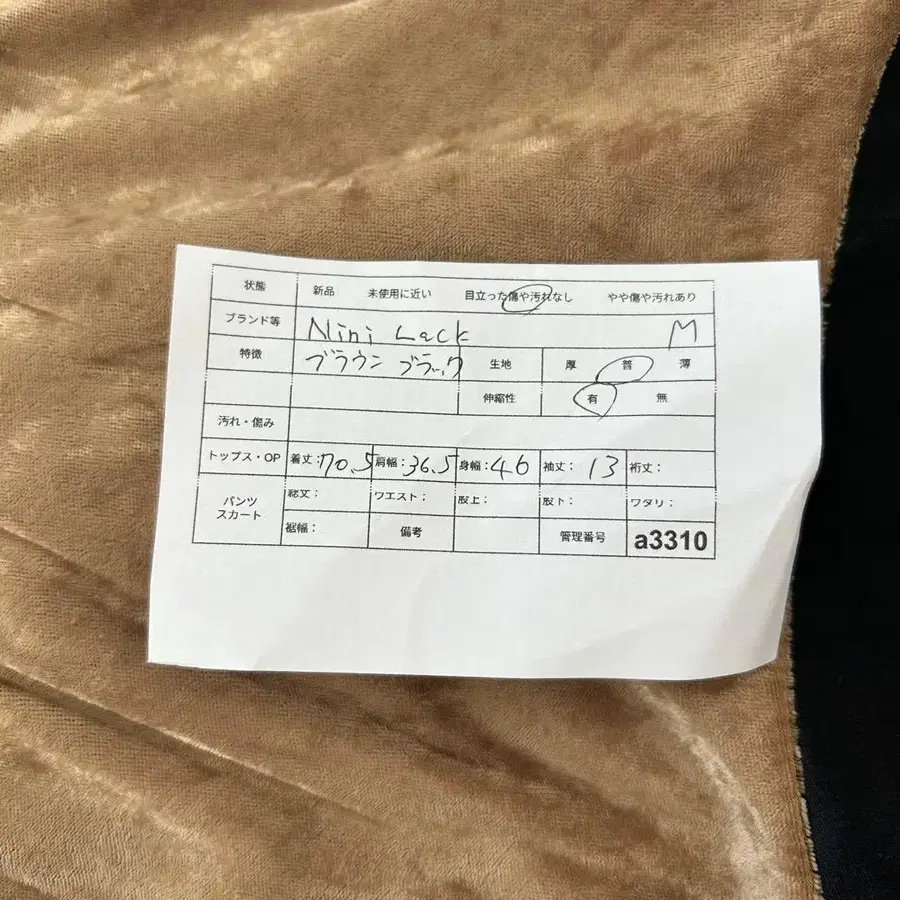 状態 新品 未使用に近い 目立った傷や汚れなし やや傷や汚れあり
ブランド等 Nini Lack M
特徴 ブラウン ブラック 生地 厚 普 薄
伸縮性 有 無
汚れ・傷み
トップス・OP 着丈:70.5 肩幅:36.5 身幅:46 袖丈:13 裄丈:
パンツ スカート 総丈: ウエスト: 股上: 股下: ワタリ:
裾幅: 備考 管理番号 a3310